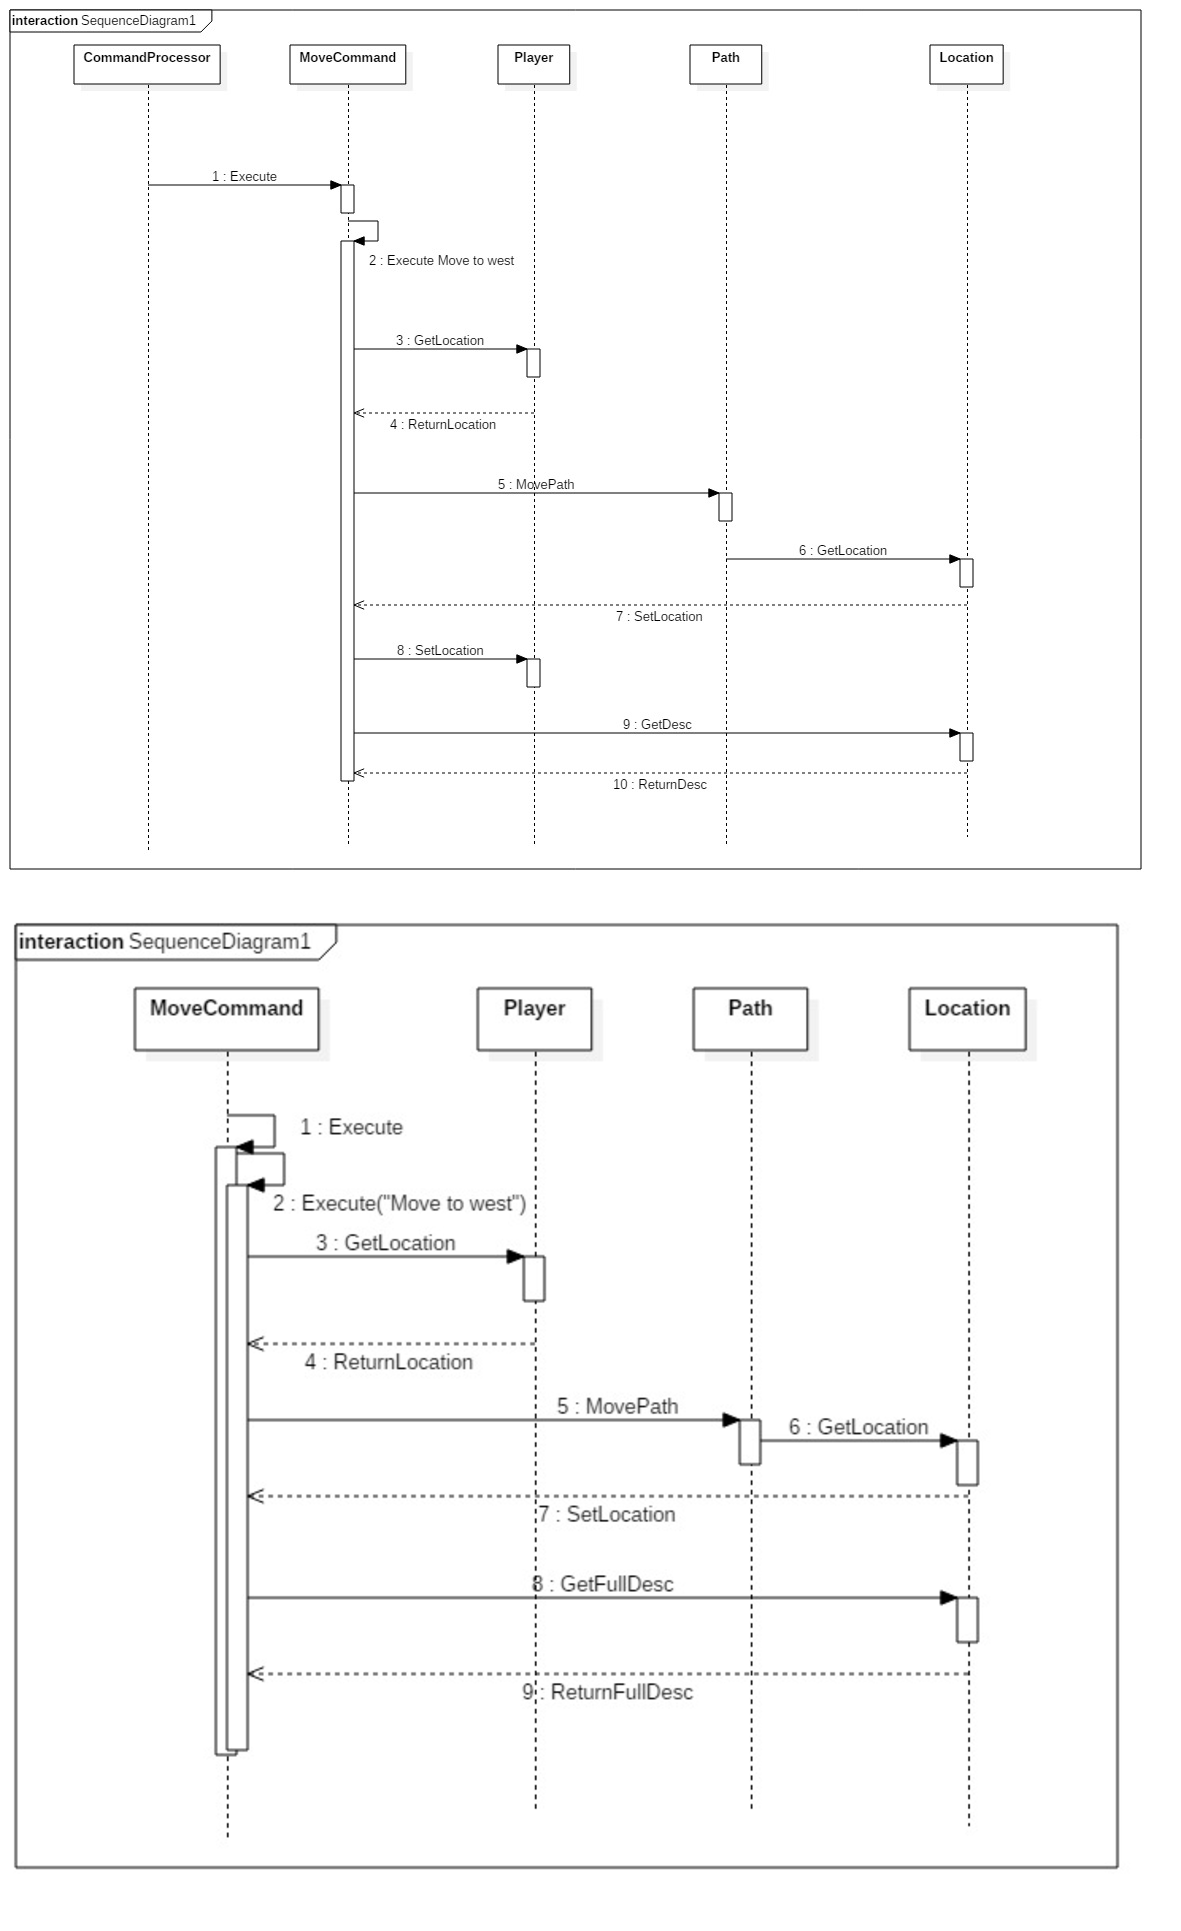 interaction SequenceDiagram1
CommandProcessor
MoveCommand
Player
Path
Location
1 : Execute
2 : Execute Move to west
3 : GetLocation
4 : ReturnLocation
5 : MovePath
6 : GetLocation
7 : SetLocation
8 : SetLocation
9 : GetDesc
10 : ReturnDesc
interaction SequenceDiagram1
MoveCommand
Player
Path
Location
1 : Execute
2 : Execute("Move to west")
3 : GetLocation
4 : ReturnLocation
5 : MovePath
6 : GetLocation
7 : SetLocation
8 : GetFullDesc
9 : ReturnFullDesc